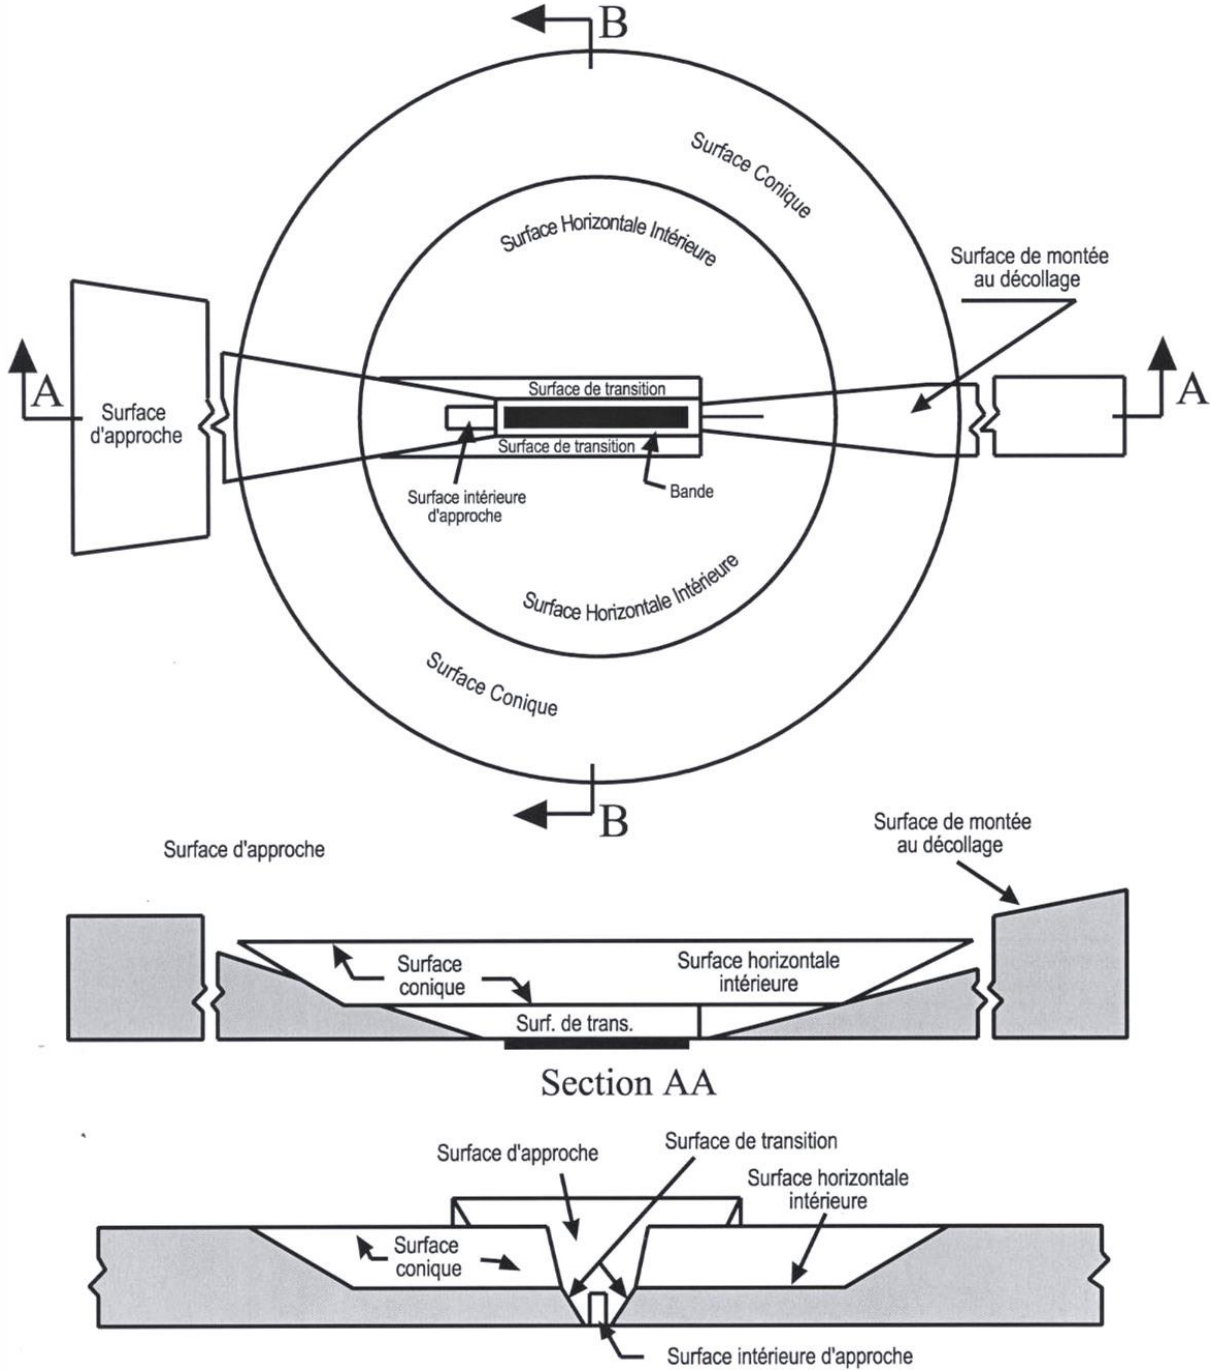 B
Surface Conique
Surface Horizontale Intérieure
Surface de montée
au décollage
A
A
Surface
d'approche
Surface de transition
Surface de transition
Surface intérieure
d'approche
Bande
Surface Horizontale Intérieure
Surface Conique
B
Surface de montée
au décollage
Surface d'approche
Surface
conique
Surface horizontale
intérieure
Surf. de trans.
Section AA
Surface d'approche
Surface de transition
Surface horizontale
intérieure
Surface
conique
Surface intérieure d'approche